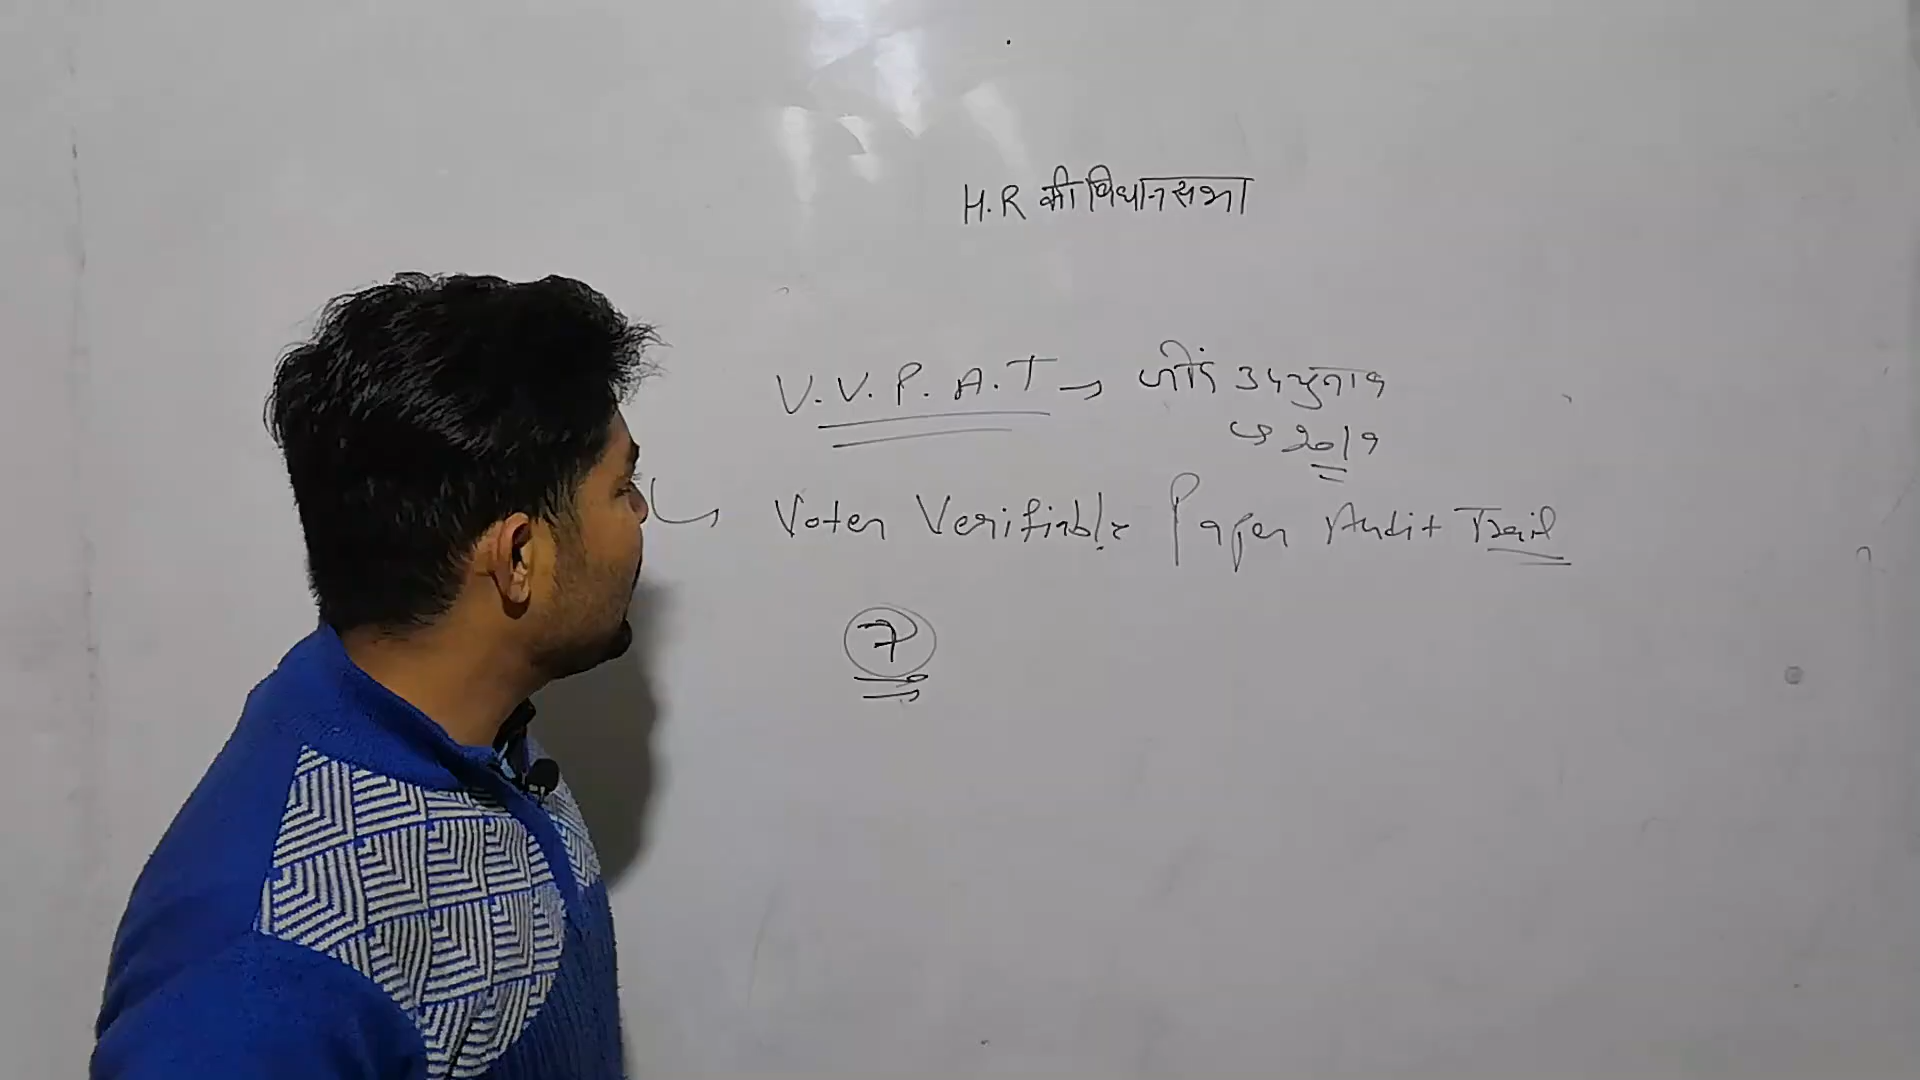 H.R की विधानसभा
V.V.P.A.T → जींद उपचुनाव
↳ 2019
↳ Voter Verifiable Paper Audit Trail
7